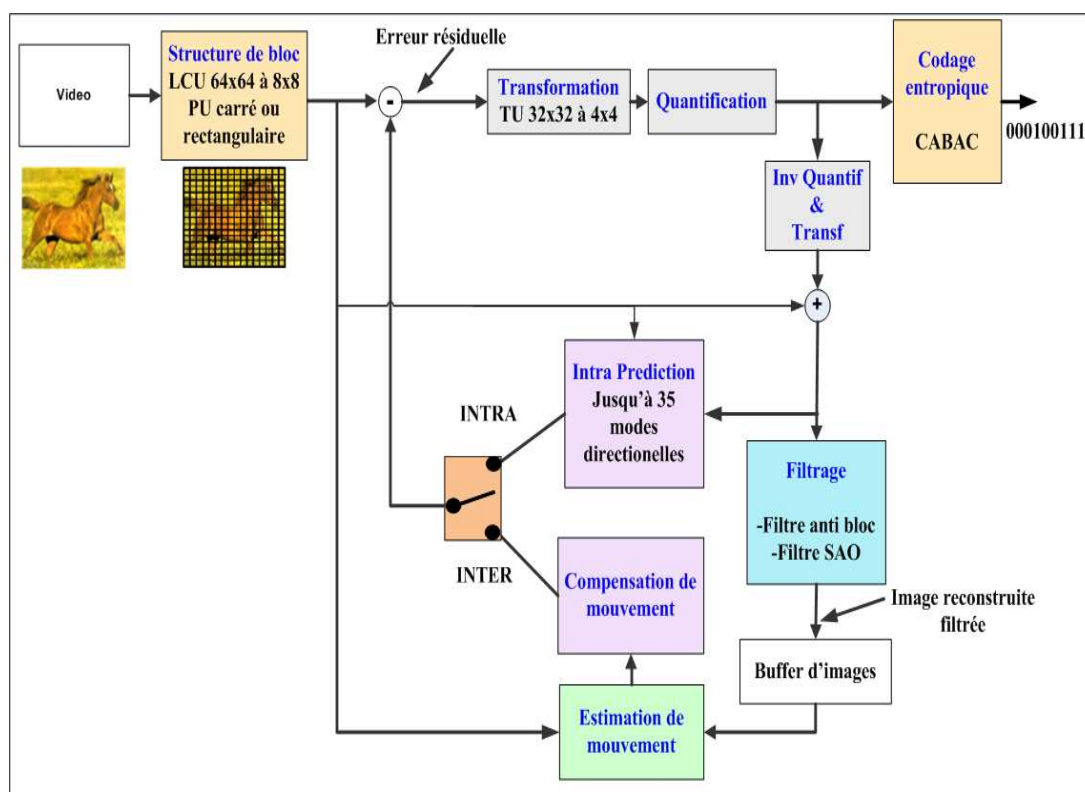 Video
Structure de bloc
LCU 64x64 à 8x8
PU carré ou
rectangulaire
Erreur résiduelle
-
Transformation
TU 32x32 à 4x4
Quantification
Codage
entropique
CABAC
000100111
Inv Quantif
&
Transf
+
Intra Prediction
Jusqu'à 35
modes
directionelles
INTRA
INTER
Filtrage
-Filtre anti bloc
-Filtre SAO
Compensation de
mouvement
Image reconstruite
filtrée
Buffer d'images
Estimation de
mouvement